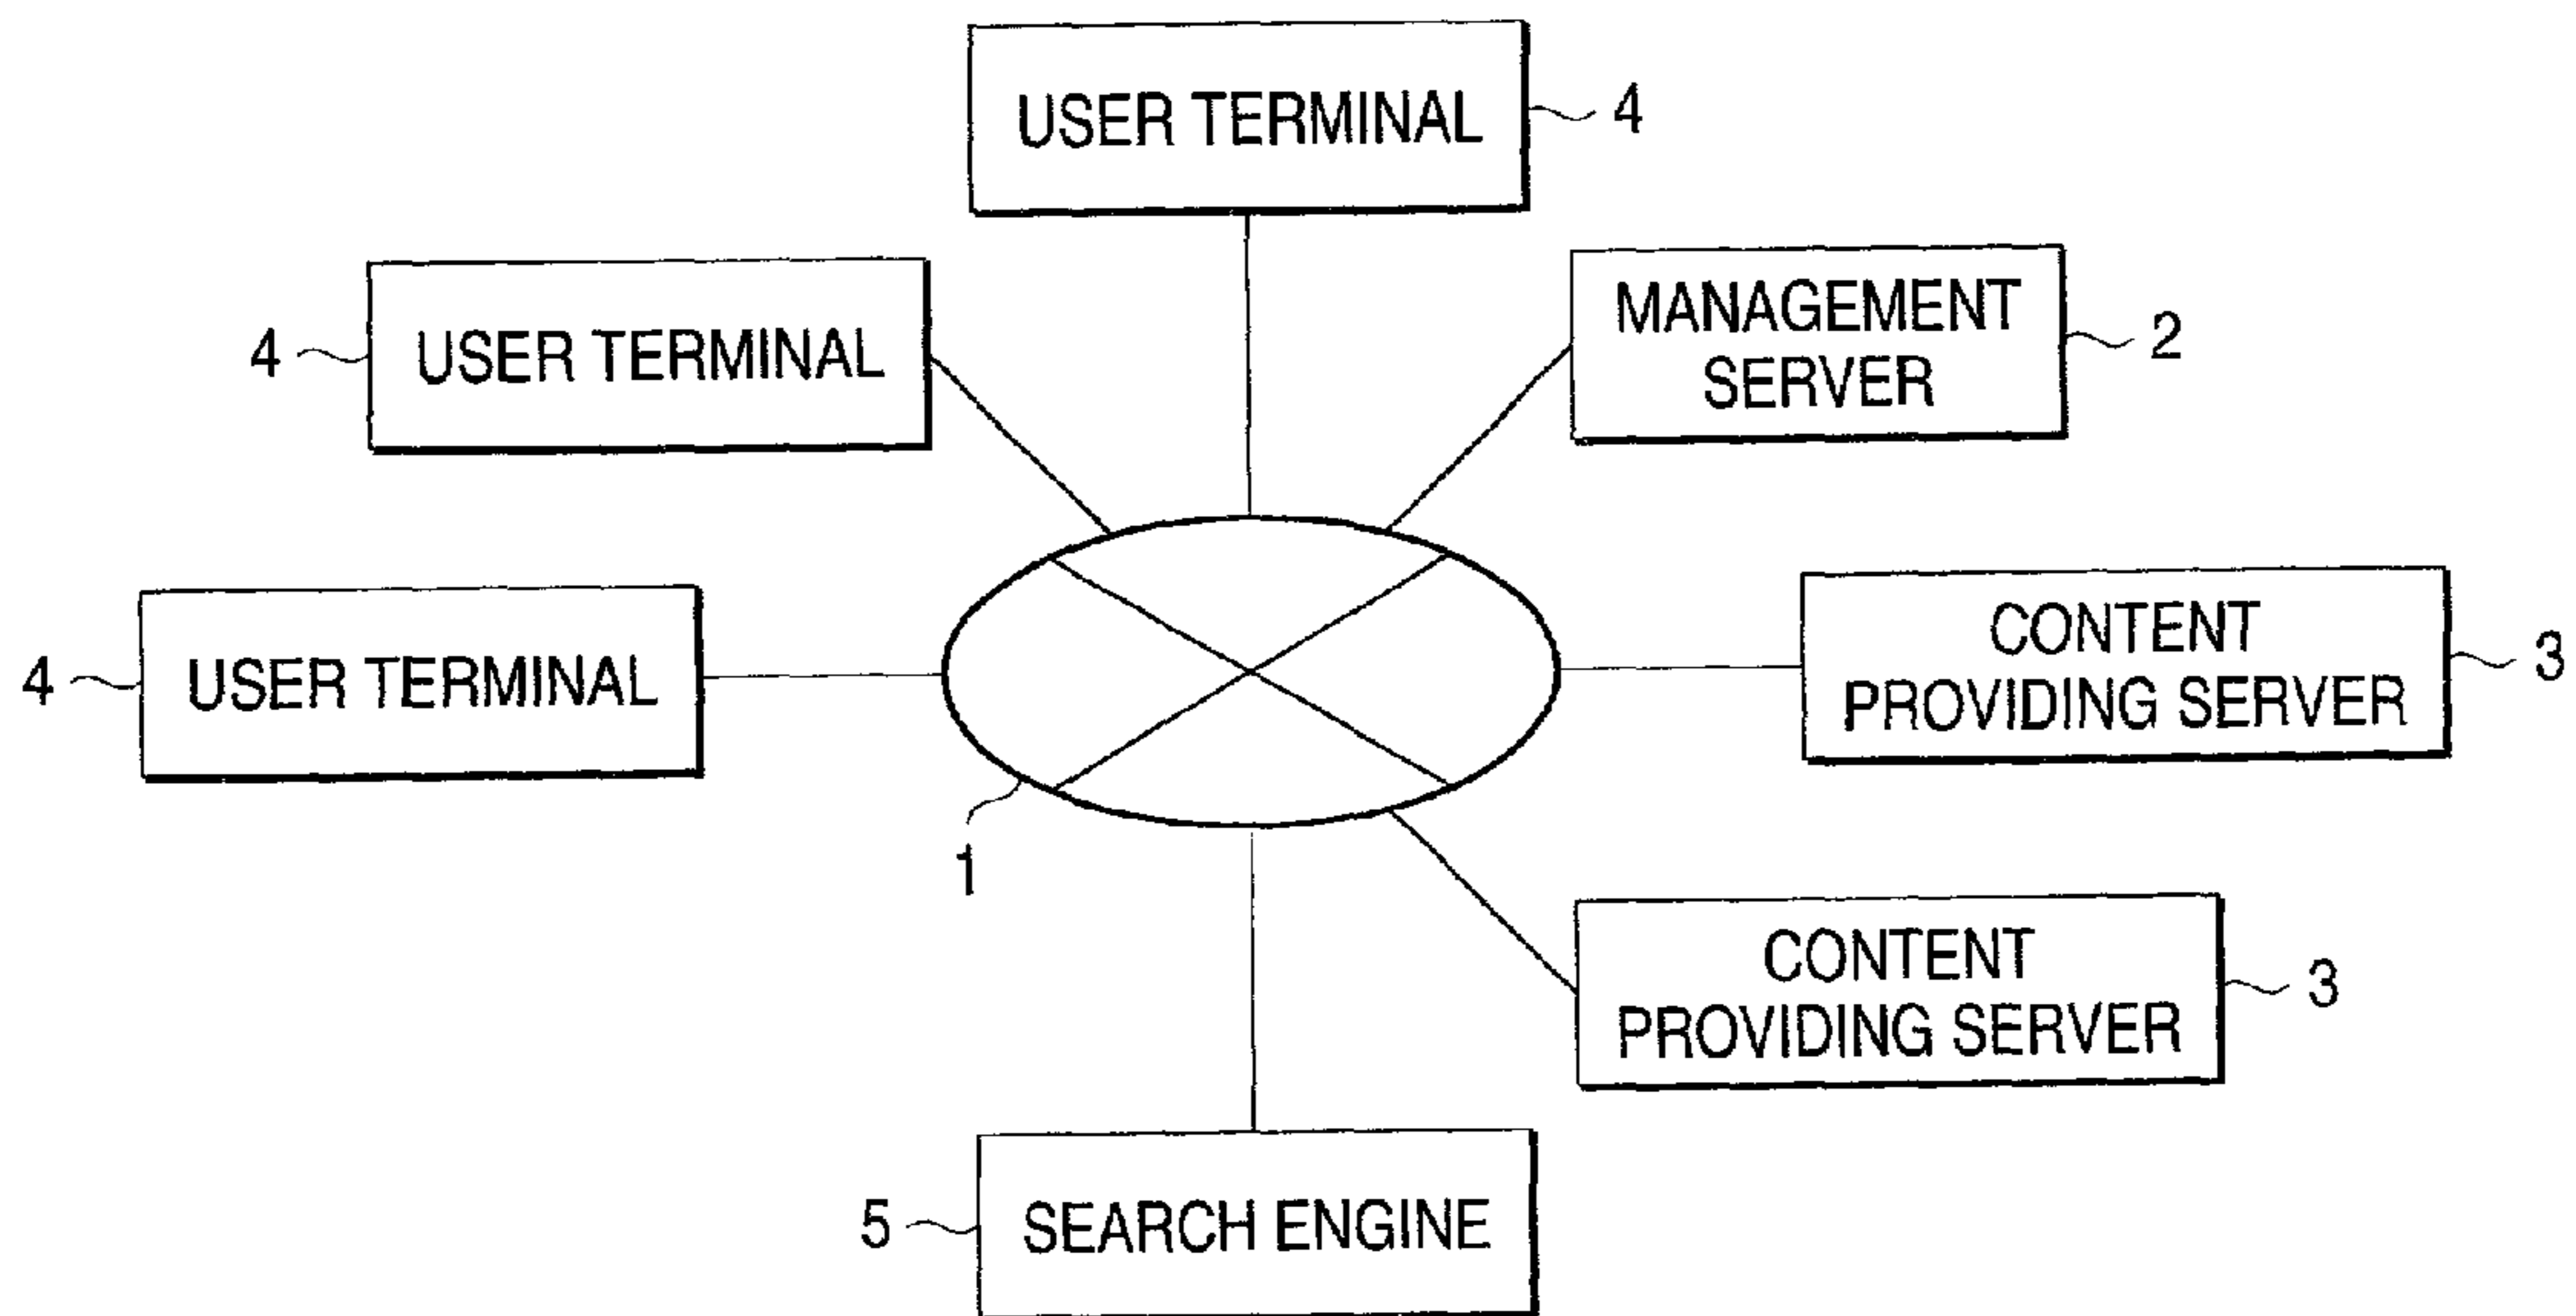 USER TERMINAL
4
MANAGEMENT
SERVER
2
4
USER TERMINAL
CONTENT
PROVIDING SERVER
3
4
USER TERMINAL
1
CONTENT
PROVIDING SERVER
3
5
SEARCH ENGINE